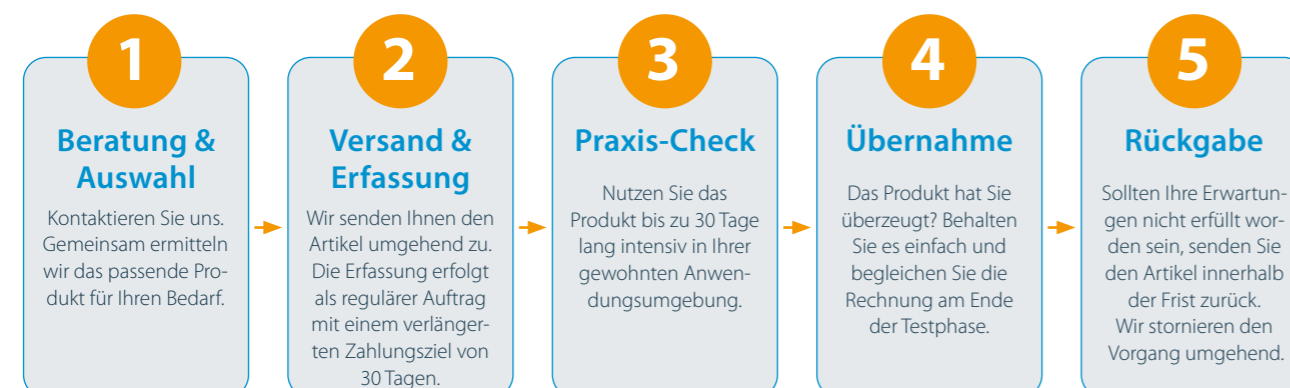 1
Beratung &
Auswahl
Kontaktieren Sie uns.
Gemeinsam ermitteln
wir das passende Pro-
dukt für Ihren Bedarf.
2
Versand &
Erfassung
Wir senden Ihnen den
Artikel umgehend zu.
Die Erfassung erfolgt
als regulärer Auftrag
mit einem verlänger-
ten Zahlungsziel von
30 Tagen.
3
Praxis-Check
Nutzen Sie das
Produkt bis zu 30 Tage
lang intensiv in Ihrer
gewohnten Anwen-
dungsumgebung.
4
Übernahme
Das Produkt hat Sie
überzeugt? Behalten
Sie es einfach und
begleichen Sie die
Rechnung am Ende
der Testphase.
5
Rückgabe
Sollten Ihre Erwartun-
gen nicht erfüllt wor-
den sein, senden Sie
den Artikel innerhalb
der Frist zurück.
Wir stornieren den
Vorgang umgehend.